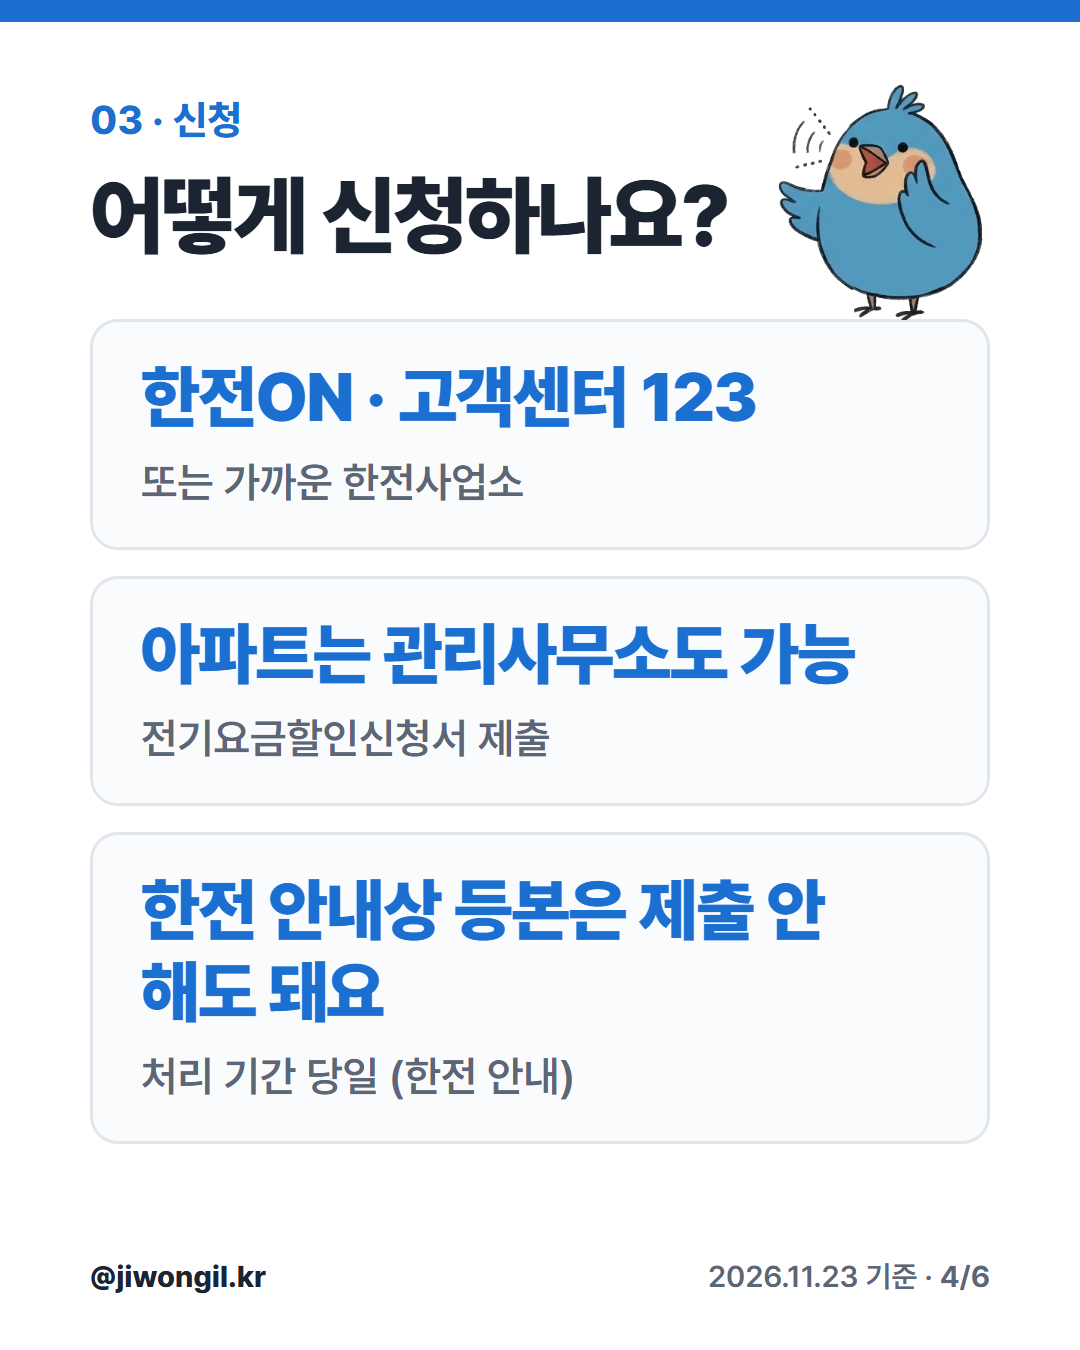 03 · 신청
어떻게 신청하나요?
한전ON · 고객센터 123
또는 가까운 한전사업소
아파트는 관리사무소도 가능
전기요금할인신청서 제출
한전 안내상 등본은 제출 안
해도 돼요
처리 기간 당일 (한전 안내)
@jiwongil.kr
2026.11.23 기준 · 4/6